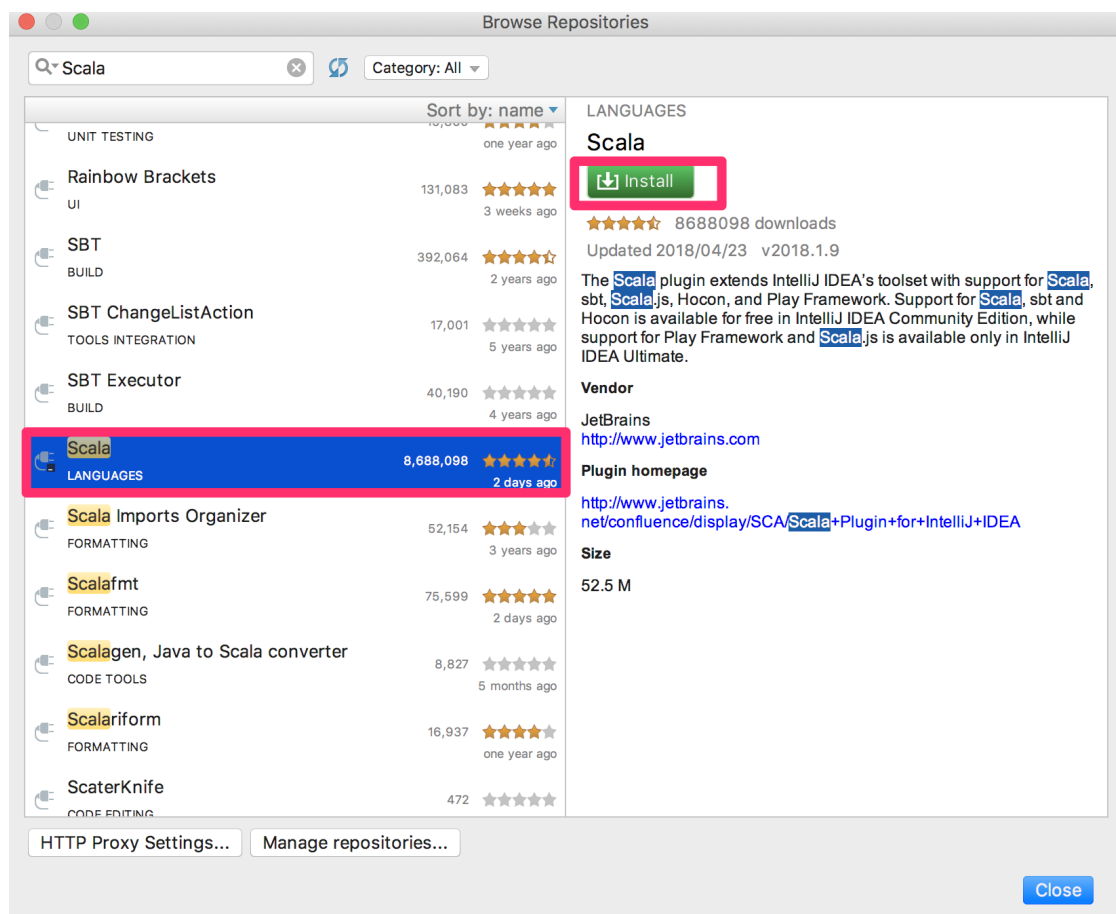 Browse Repositories
Scala
Category: All
Sort by: name
UNIT TESTING
one year ago
Rainbow Brackets
131,083
UI
3 weeks ago
SBT
392,064
BUILD
2 years ago
SBT ChangeListAction
17,001
TOOLS INTEGRATION
5 years ago
SBT Executor
40,190
BUILD
4 years ago
Scala
8,688,098
LANGUAGES
2 days ago
Scala Imports Organizer
52,154
FORMATTING
3 years ago
Scalafmt
75,599
FORMATTING
2 days ago
Scalagen, Java to Scala converter
8,827
CODE TOOLS
5 months ago
Scalariform
16,937
FORMATTING
one year ago
ScaterKnife
472
CODE EDITING
LANGUAGES
Scala
Install
8688098 downloads
Updated 2018/04/23 v2018.1.9
The Scala plugin extends IntelliJ IDEA's toolset with support for Scala,
sbt, Scala.js, Hocon, and Play Framework. Support for Scala, sbt and
Hocon is available for free in IntelliJ IDEA Community Edition, while
support for Play Framework and Scala.js is available only in IntelliJ
IDEA Ultimate.
Vendor
JetBrains
http://www.jetbrains.com
Plugin homepage
http://www.jetbrains.
net/confluence/display/SCA/Scala+Plugin+for+IntelliJ+IDEA
Size
52.5 M
HTTP Proxy Settings...
Manage repositories...
Close